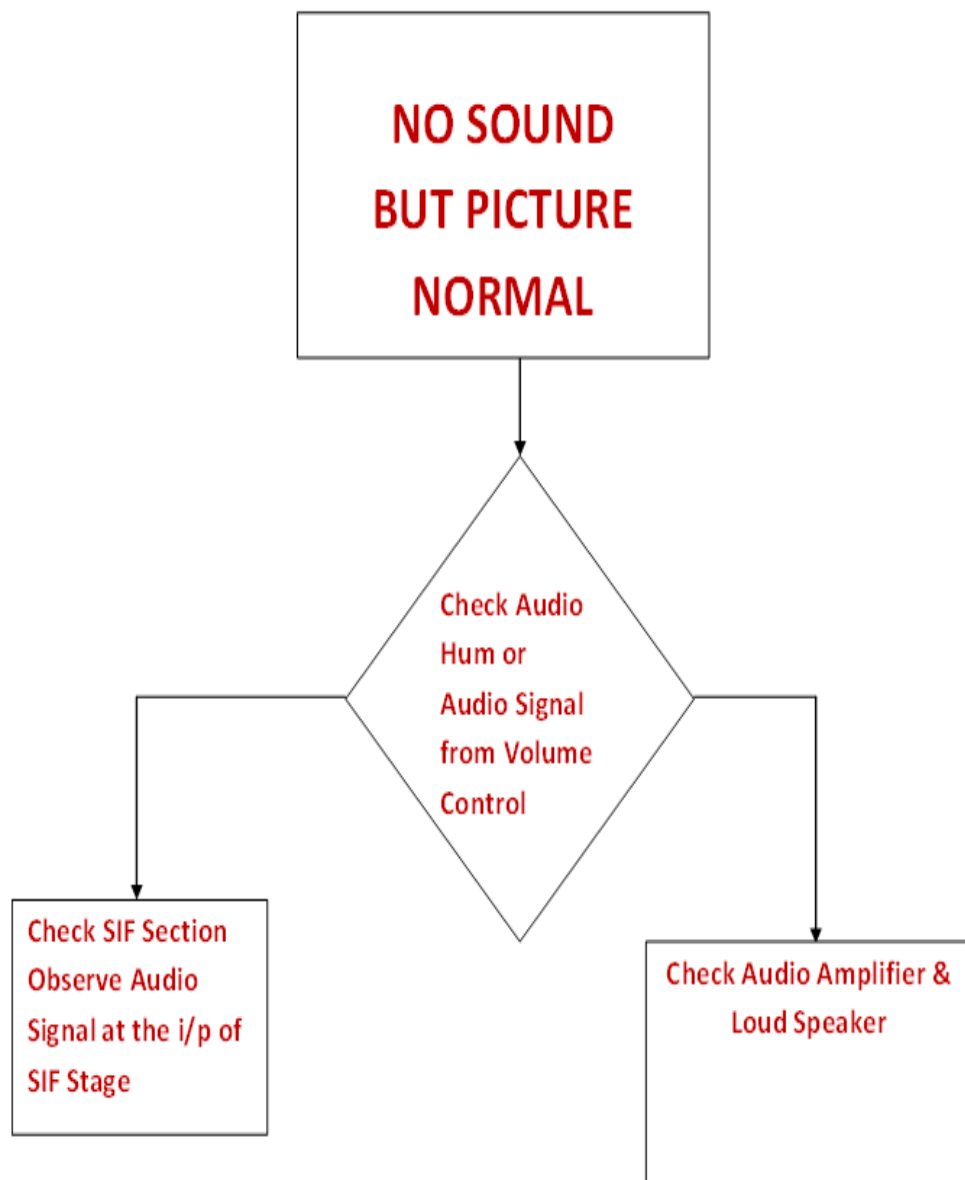 NO SOUND
BUT PICTURE
NORMAL
Check Audio
Hum or
Audio Signal
from Volume
Control
Check SIF Section
Observe Audio
Signal at the i/p of
SIF Stage
Check Audio Amplifier &
Loud Speaker